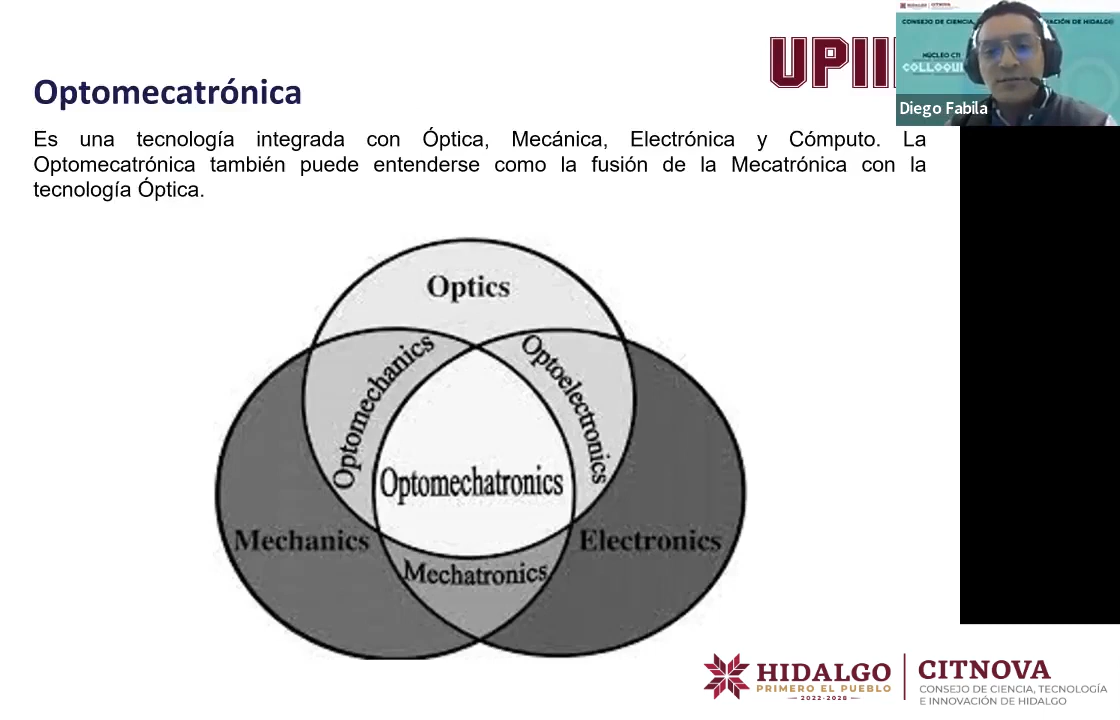 HIDALGO
CITNOVA
CONSEJO DE CIENCIA,
ACIÓN DE HIDALGO
NÚCLEO CTI
COLLOQUI
Diego Fabila
UPII
Optomecatrónica
Es una tecnología integrada con Óptica, Mecánica, Electrónica y Cómputo. La
Optomecatrónica también puede entenderse como la fusión de la Mecatrónica con la
tecnología Óptica.
Optics
Optomechanics
Optoelectronics
Optomechatronics
Mechanics
Electronics
Mechatronics
HIDALGO
PRIMERO EL PUEBLO
2022-2028
CITNOVA
CONSEJO DE CIENCIA, TECNOLOGÍA
E INNOVACIÓN DE HIDALGO